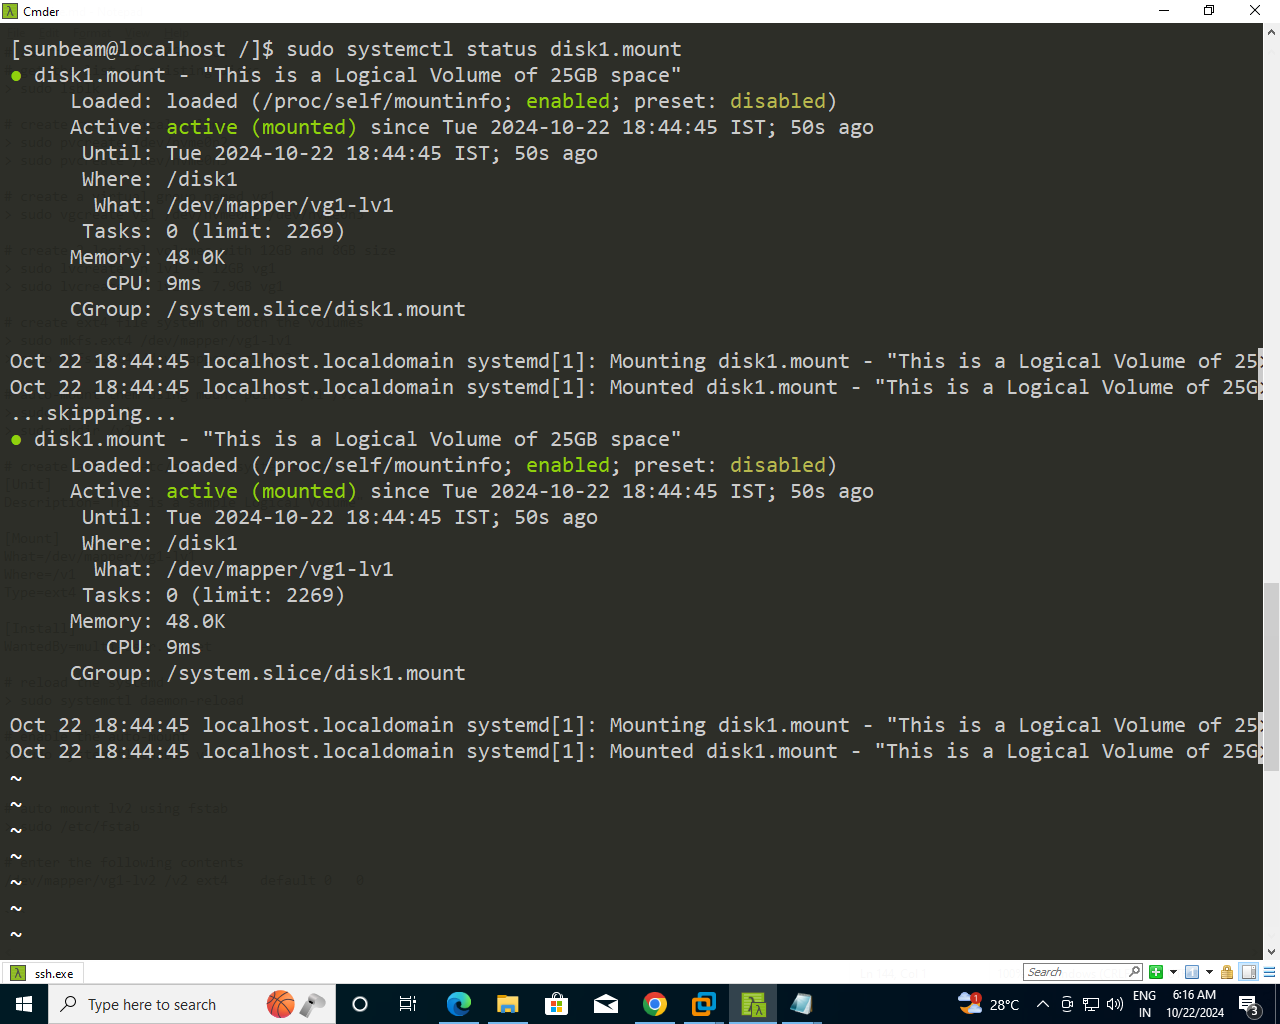 Cmder
[sunbeam@localhost /]$ sudo systemctl status disk1.mount
● disk1.mount - "This is a Logical Volume of 25GB space"
Loaded: loaded (/proc/self/mountinfo; enabled; preset: disabled)
Active: active (mounted) since Tue 2024-10-22 18:44:45 IST; 50s ago
Until: Tue 2024-10-22 18:44:45 IST; 50s ago
Where: /disk1
What: /dev/mapper/vg1-lv1
Tasks: 0 (limit: 2269)
Memory: 48.0K
CPU: 9ms
CGroup: /system.slice/disk1.mount
Oct 22 18:44:45 localhost.localdomain systemd[1]: Mounting disk1.mount - "This is a Logical Volume of 25>
Oct 22 18:44:45 localhost.localdomain systemd[1]: Mounted disk1.mount - "This is a Logical Volume of 25G>
...skipping...
● disk1.mount - "This is a Logical Volume of 25GB space"
Loaded: loaded (/proc/self/mountinfo; enabled; preset: disabled)
Active: active (mounted) since Tue 2024-10-22 18:44:45 IST; 50s ago
Until: Tue 2024-10-22 18:44:45 IST; 50s ago
Where: /disk1
What: /dev/mapper/vg1-lv1
Tasks: 0 (limit: 2269)
Memory: 48.0K
CPU: 9ms
CGroup: /system.slice/disk1.mount
Oct 22 18:44:45 localhost.localdomain systemd[1]: Mounting disk1.mount - "This is a Logical Volume of 25>
Oct 22 18:44:45 localhost.localdomain systemd[1]: Mounted disk1.mount - "This is a Logical Volume of 25G>
~
~
~
~
~
~
~
ssh.exe
Search
Type here to search
1
28°C
ENG
IN
6:16 AM
10/22/2024
3